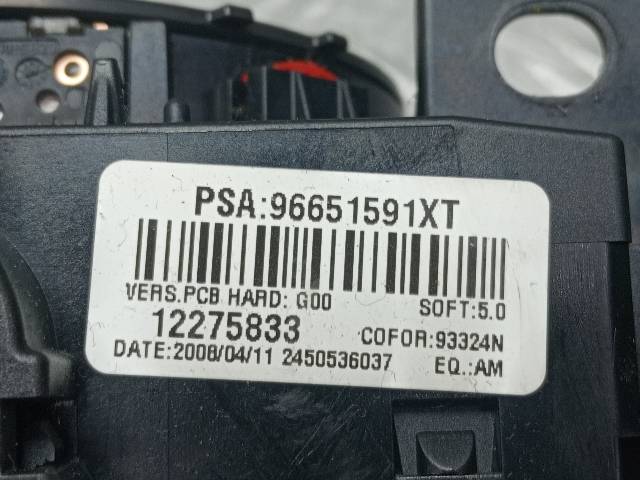 PSA:96651591XT
VERS.PCB HARD: G00 SOFT:5.0
12275833 COFOR:93324N
DATE:2008/04/11 2450536037 EQ.:AM